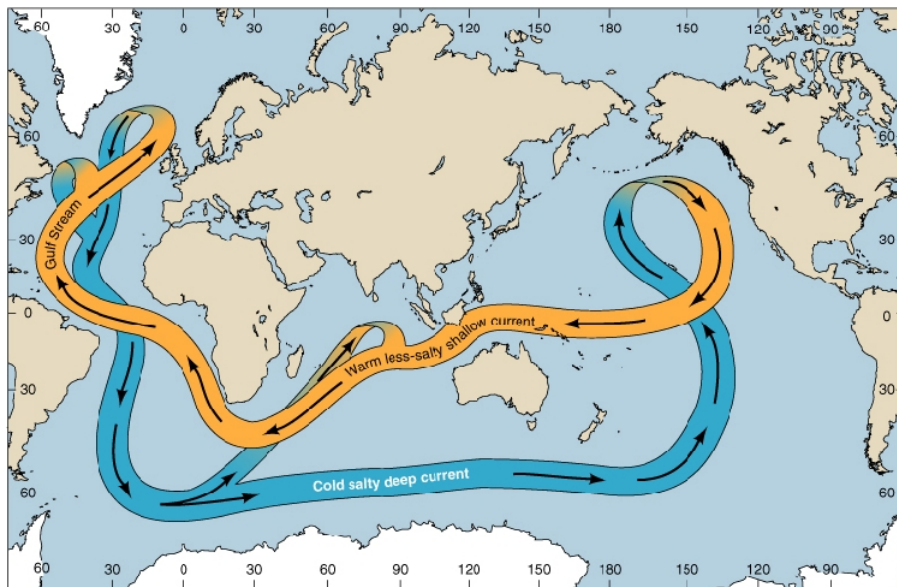 60 30 0 30 60 90 120 150 180 150 120 90 60
60 60 60
30 30 30
0 0
30 30
60 60
60 30 0 30 60 90 120 150 180 150 120 90 60
Gulf Stream
Warm less-salty shallow current
Cold salty deep current